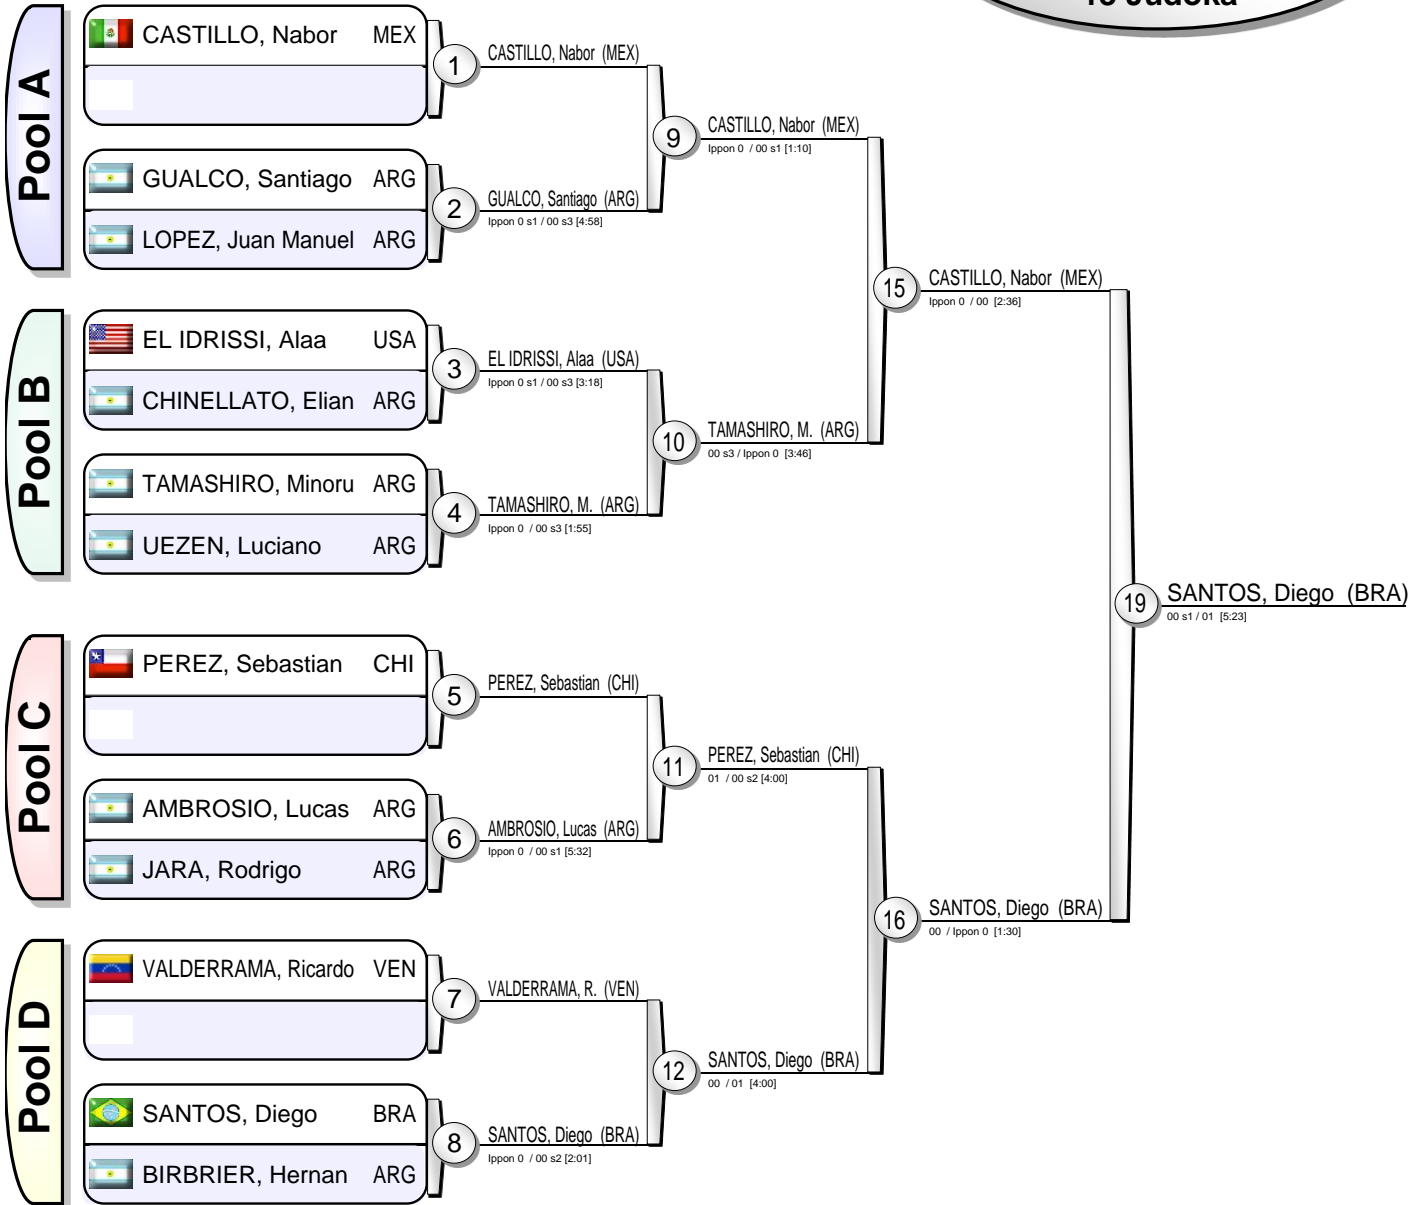 13 Judoka
Pool A
CASTILLO, Nabor MEX
GUALCO, Santiago ARG
LOPEZ, Juan Manuel ARG
1
CASTILLO, Nabor (MEX)
2
GUALCO, Santiago (ARG)
Ippon 0 s1 / 00 s3 [4:58]
9
CASTILLO, Nabor (MEX)
Ippon 0 / 00 s1 [1:10]
Pool B
EL IDRISSI, Alaa USA
CHINELLATO, Elian ARG
TAMASHIRO, Minoru ARG
UEZEN, Luciano ARG
3
EL IDRISSI, Alaa (USA)
Ippon 0 s1 / 00 s3 [3:18]
4
TAMASHIRO, M. (ARG)
Ippon 0 / 00 s3 [1:55]
10
TAMASHIRO, M. (ARG)
00 s3 / Ippon 0 [3:46]
15
CASTILLO, Nabor (MEX)
Ippon 0 / 00 [2:36]
Pool C
PEREZ, Sebastian CHI
AMBROSIO, Lucas ARG
JARA, Rodrigo ARG
5
PEREZ, Sebastian (CHI)
6
AMBROSIO, Lucas (ARG)
Ippon 0 / 00 s1 [5:32]
11
PEREZ, Sebastian (CHI)
01 / 00 s2 [4:00]
Pool D
VALDERRAMA, Ricardo VEN
SANTOS, Diego BRA
BIRBRIER, Hernan ARG
7
VALDERRAMA, R. (VEN)
8
SANTOS, Diego (BRA)
Ippon 0 / 00 s2 [2:01]
12
SANTOS, Diego (BRA)
00 / 01 [4:00]
16
SANTOS, Diego (BRA)
00 / Ippon 0 [1:30]
19
SANTOS, Diego (BRA)
00 s1 / 01 [5:23]